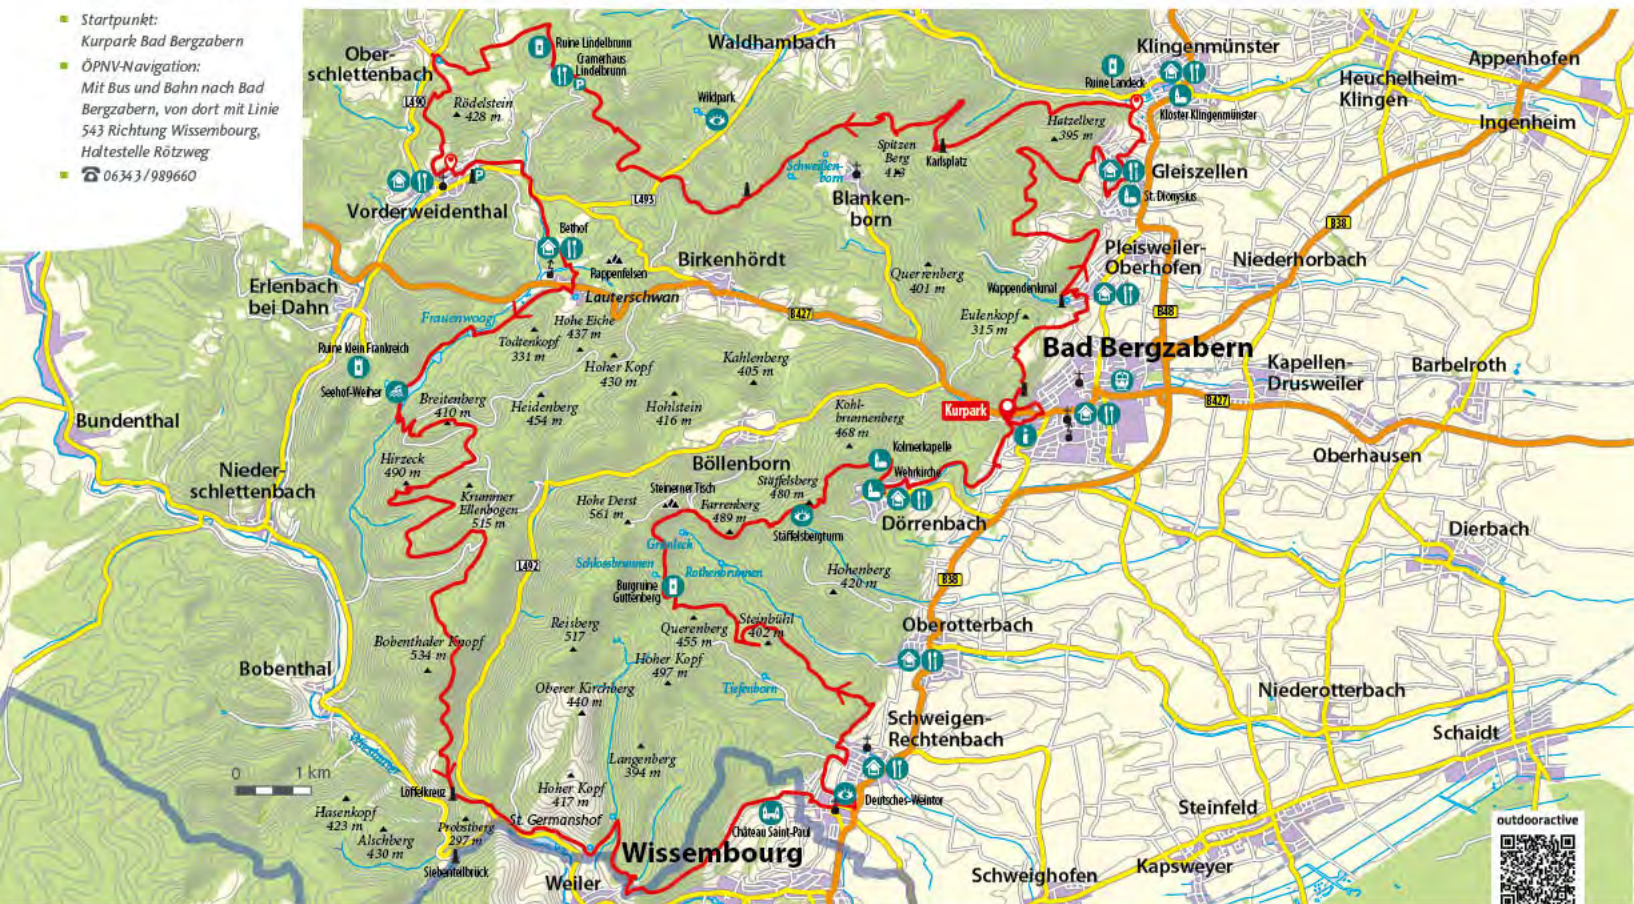 Startpunkt:
Kurpark Bad Bergzabern
ÖPNV-Navigation:
Mit Bus und Bahn nach Bad
Bergzabern, von dort mit Linie
543 Richtung Wissembourg,
Haltestelle Rötzweg
06343/989660
Ober-
schlettenbach
Ruine Lindelbrunn
Cramerhaus
Lindelbrunn
P
Waldhambach
Klingenmünster
Ruine Landeck
Kloster Klingenmünster
Heuchelheim-
Klingen
Appenhofen
Ingenheim
L490
Rödelstein
428 m
Wildpark
Hatzelberg
395 m
Spitzen
Berg
Karlsplatz
Schweißen-
born
Blanken-
born
Gleiszellen
St. Dionysius
P
Vorderweidenthal
L493
Bethof
Rappenfelsen
Birkenhördt
Querrenberg
401 m
Pleisweiler-
Oberhofen
Wappendenkmal
Niederhorbach
B38
Erlenbach
bei Dahn
Lauterschwan
Frauenwoog
Hohe Eiche
437 m
Todtenkopf
331 m
B427
Eulenkopf
315 m
B48
Ruine klein Frankreich
Hoher Kopf
430 m
Kahlenberg
405 m
Bad Bergzabern
Kapellen-
Drusweiler
Barbelroth
Seehof-Weiher
Breitenberg
410 m
Heidenberg
454 m
Hohlstein
416 m
Kohl-
brunnenberg
468 m
Kurpark
B427
Bundenthal
Oberhausen
Hirzeck
490 m
Böllenborn
Kolmerkapelle
Wehrkirche
Nieder-
schlettenbach
Krummer
Ellenbogen
515 m
Hohe Derst
561 m
Steinerner Tisch
Farrenberg
489 m
Stäffelsberg
480 m
Stäffelsbergturm
Dörrenbach
Dierbach
L492
Schlossbrunnen
Rothenbrunnen
Burgruine
Guttenberg
Hohenberg
420 m
B38
Reisberg
517
Querenberg
455 m
Steinbühl
402 m
Oberotterbach
Bobenthaler Knopf
534 m
Bobenthal
Hoher Kopf
497 m
Oberer Kirchberg
440 m
Tiefenborn
Niederotterbach
Schweigen-
Rechtenbach
Schaidt
Langenberg
394 m
0 1 km
Löffelkreuz
Hoher Kopf
417 m
Deutsches-Weintor
Steinfeld
Hasenkopf
423 m
Alschberg
430 m
Probstberg
297 m
St. Germanshof
Château Saint-Paul
outdooractive
Wissembourg
Siebenteilbrück
Weiler
Schweighofen
Kapsweyer